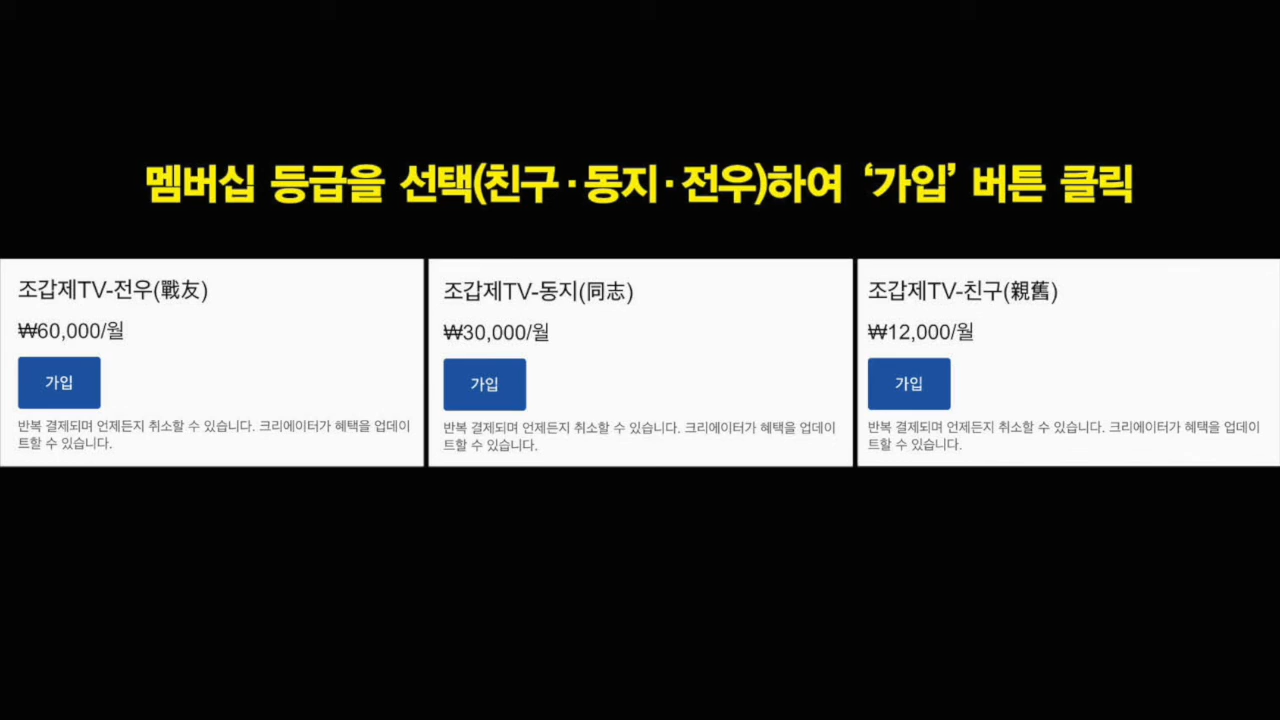 멤버십 등급을 선택(친구·동지·전우)하여 ‘가입’ 버튼 클릭
조갑제TV-전우(戰友)
₩60,000/월
가입
반복 결제되며 언제든지 취소할 수 있습니다. 크리에이터가 혜택을 업데이
트할 수 있습니다.
조갑제TV-동지(同志)
₩30,000/월
가입
반복 결제되며 언제든지 취소할 수 있습니다. 크리에이터가 혜택을 업데이
트할 수 있습니다.
조갑제TV-친구(親舊)
₩12,000/월
가입
반복 결제되며 언제든지 취소할 수 있습니다. 크리에이터가 혜택을 업데이
트할 수 있습니다.